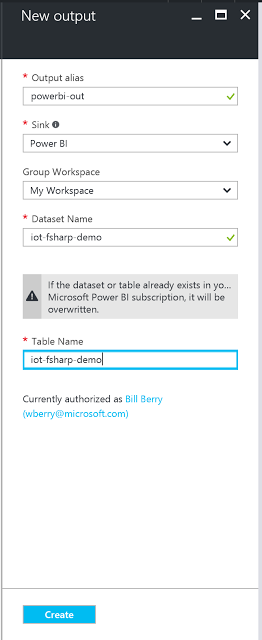 New output
* Output alias
powerbi-out
* Sink
Power BI
Group Workspace
My Workspace
* Dataset Name
iot-fsharp-demo
If the dataset or table already exists in yo...
Microsoft Power BI subscription, it will be
overwritten.
* Table Name
iot-fsharp-demo
Currently authorized as Bill Berry
(wberry@microsoft.com)
Create